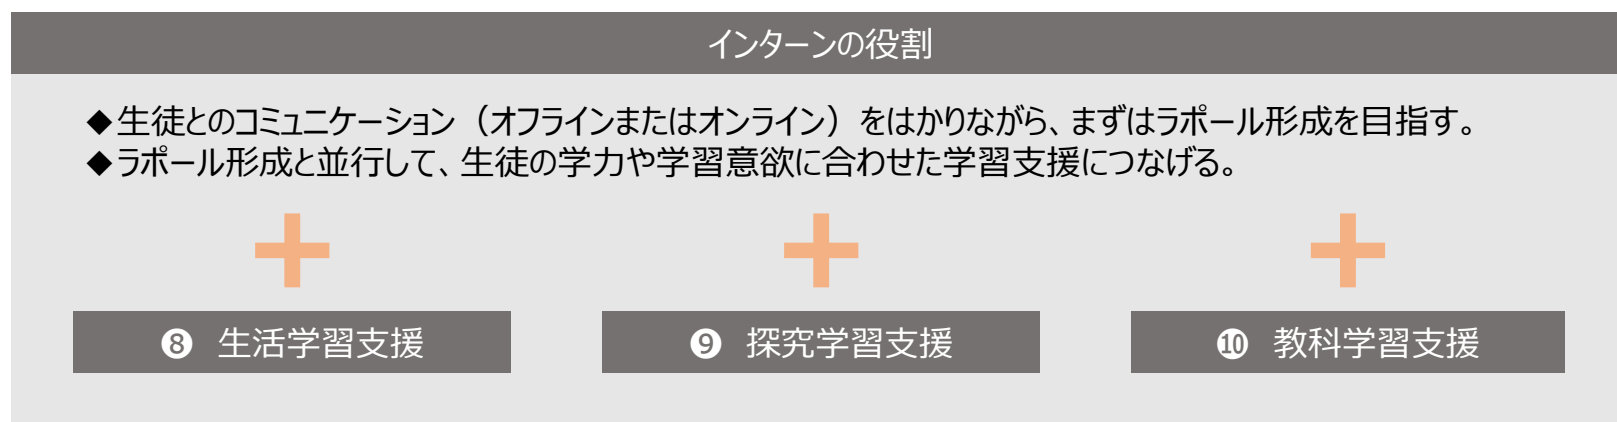 インターンの役割
◆生徒とのコミュニケーション（オフラインまたはオンライン）をはかりながら、まずはラポール形成を目指す。
◆ラポール形成と並行して、生徒の学力や学習意欲に合わせた学習支援につなげる。
❽ 生活学習支援
❾ 探究学習支援
❿ 教科学習支援